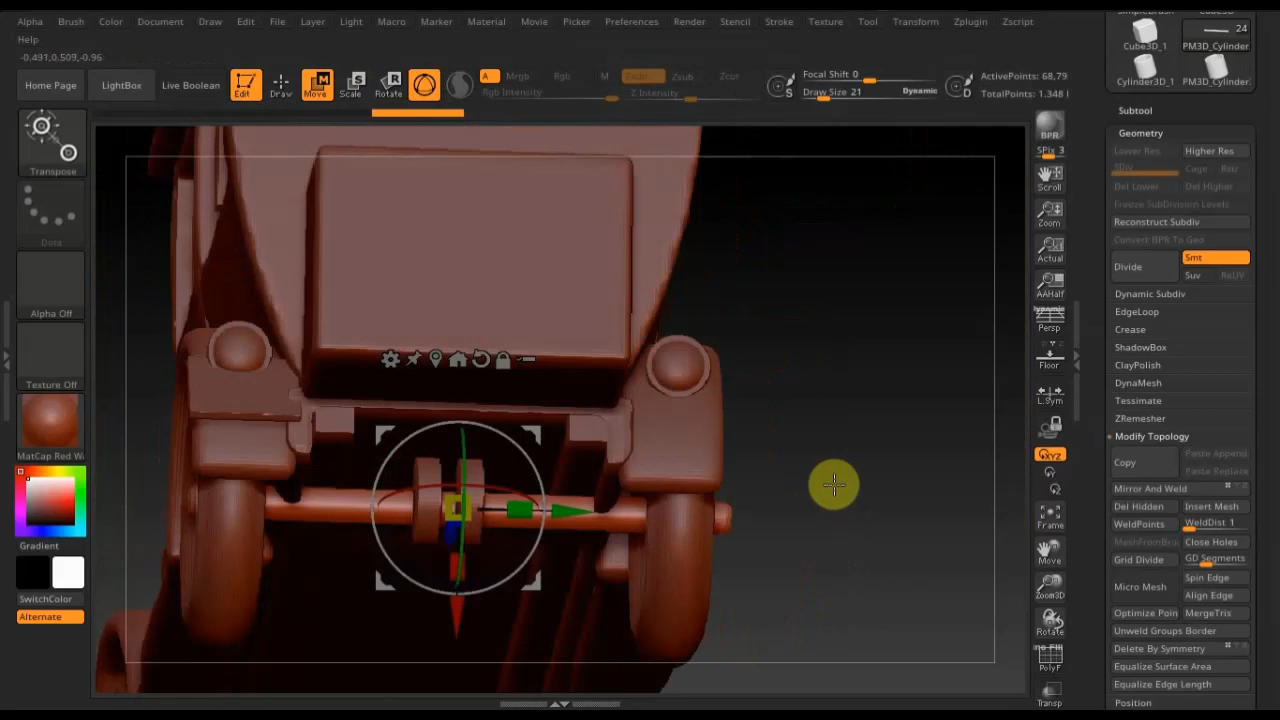 Alpha Brush Color Document Draw Edit File Layer Light Macro Marker Material Movie Picker Preferences Render Stencil Stroke Texture Tool Transform Zplugin Zscript
Help
-0.491,0.509,-0.96
Home Page
LightBox
Live Boolean
Edit
Draw
Move
Scale
Rotate
A Mrgb Rgb M Zadd Zsub Zcut
Rgb Intensity
Z Intensity
S
Focal Shift 0
Draw Size 21 Dynamic
D
ActivePoints: 68,79
TotalPoints: 1.348
Transpose
Dots
Alpha Off
Texture Off
MatCap Red Wa
Gradient
SwitchColor
Alternate
BPR
SPix 3
Scroll
Zoom
Actual
AAHalf
Dynamic
Persp
Floor
L.Sym
XYZ
Y
Z
Frame
Move
Zoom3D
Rotate
PolyF
Transp
Cube3D_1
24
PM3D_Cylinder
Cylinder3D_1
PM3D_Cylinder.
Subtool
Geometry
Lower Res Higher Res
SDiv Cage Rstr
Del Lower Del Higher
Freeze SubDivision Levels
Reconstruct Subdiv
Convert BPR To Geo
Divide
Smt
Suv ReUV
Dynamic Subdiv
EdgeLoop
Crease
ShadowBox
ClayPolish
DynaMesh
Tessimate
ZRemesher
Modify Topology
Copy
Paste Append
Paste Replace
Mirror And Weld
Del Hidden Insert Mesh
WeldPoints WeldDist 1
MeshFromBru Close Holes
Grid Divide GD Segments
Micro Mesh
Spin Edge
Align Edge
Optimize Poin MergeTris
Unweld Groups Border
Delete By Symmetry
Equalize Surface Area
Equalize Edge Length
Position